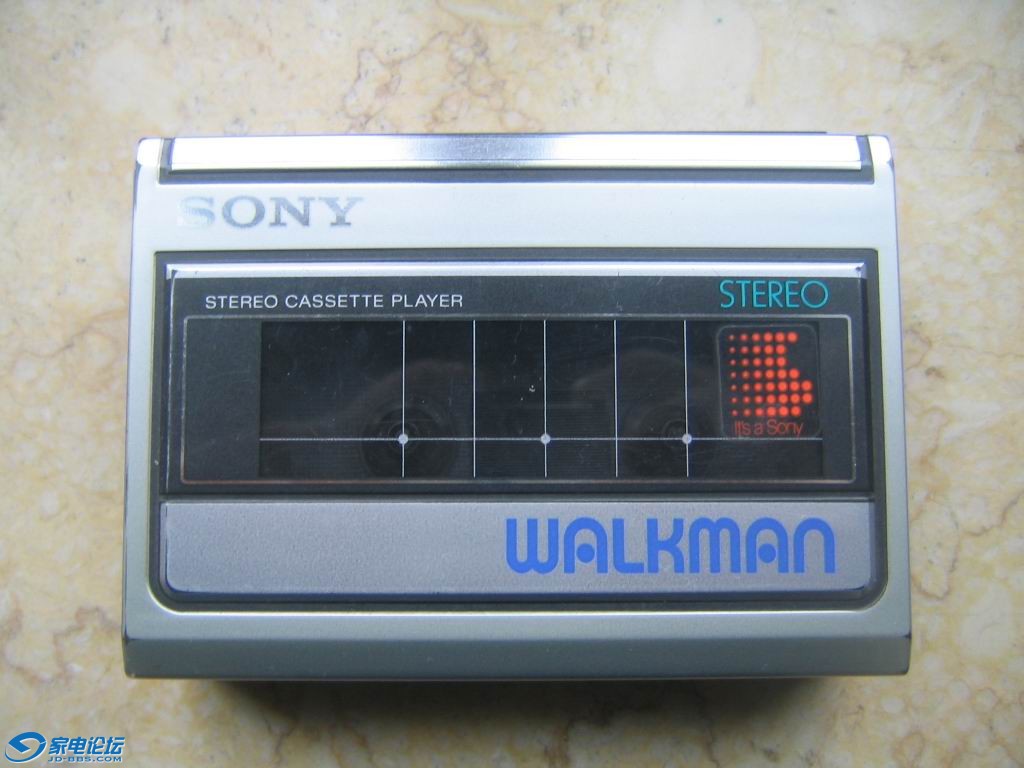 SONY
STEREO CASSETTE PLAYER
STEREO
It's a Sony
WALKMAN
家电论坛
JD-BBS.COM